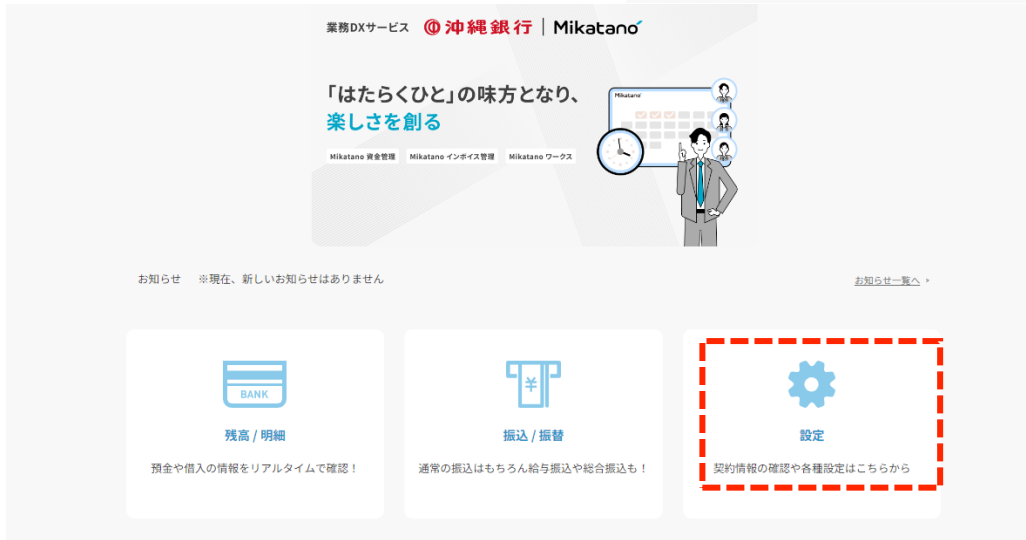 業務DXサービス 沖縄銀行 | Mikatano
「はたらくひと」の味方となり、
楽しさを創る
Mikatano 資金管理 Mikatano インボイス管理 Mikatano ワークス
Mikatano
お知らせ ※現在、新しいお知らせはありません
お知らせ一覧へ
BANK
¥
残高 / 明細
振込 / 振替
設定
預金や借入の情報をリアルタイムで確認！
通常の振込はもちろん給与振込や総合振込も！
契約情報の確認や各種設定はこちらから